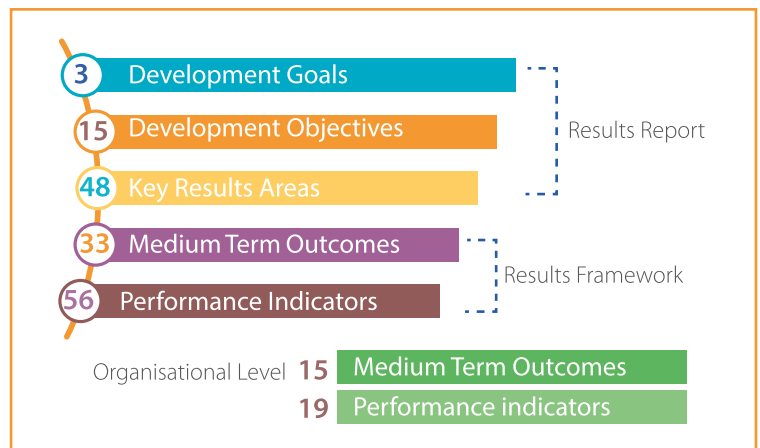 3 Development Goals
15 Development Objectives
Results Report
48 Key Results Areas
33 Medium Term Outcomes
Results Framework
56 Performance Indicators
Organisational Level 15 Medium Term Outcomes
19 Performance indicators